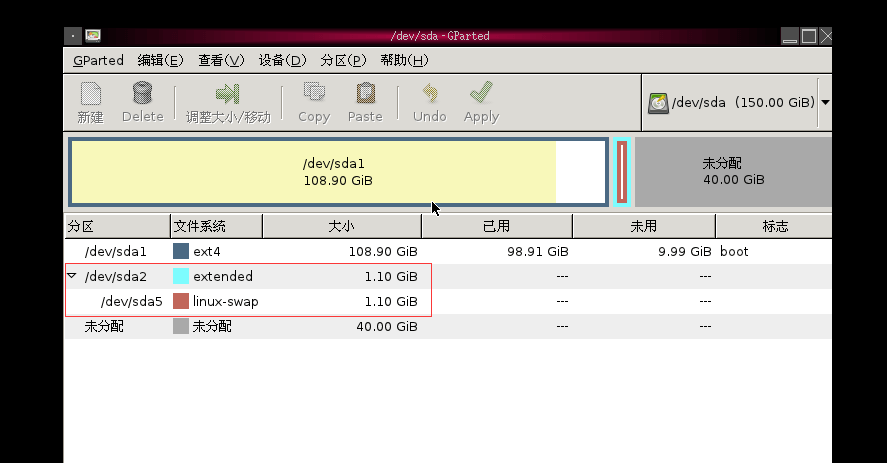 /dev/sda - GParted
GParted 编辑(E) 查看(V) 设备(D) 分区(P) 帮助(H)
新建 Delete 调整大小/移动 Copy Paste Undo Apply /dev/sda (150.00 GiB)
/dev/sda1
108.90 GiB
未分配
40.00 GiB
分区 文件系统 大小 已用 未用 标志
/dev/sda1 ext4 108.90 GiB 98.91 GiB 9.99 GiB boot
/dev/sda2 extended 1.10 GiB --- ---
/dev/sda5 linux-swap 1.10 GiB --- ---
未分配 未分配 40.00 GiB --- ---